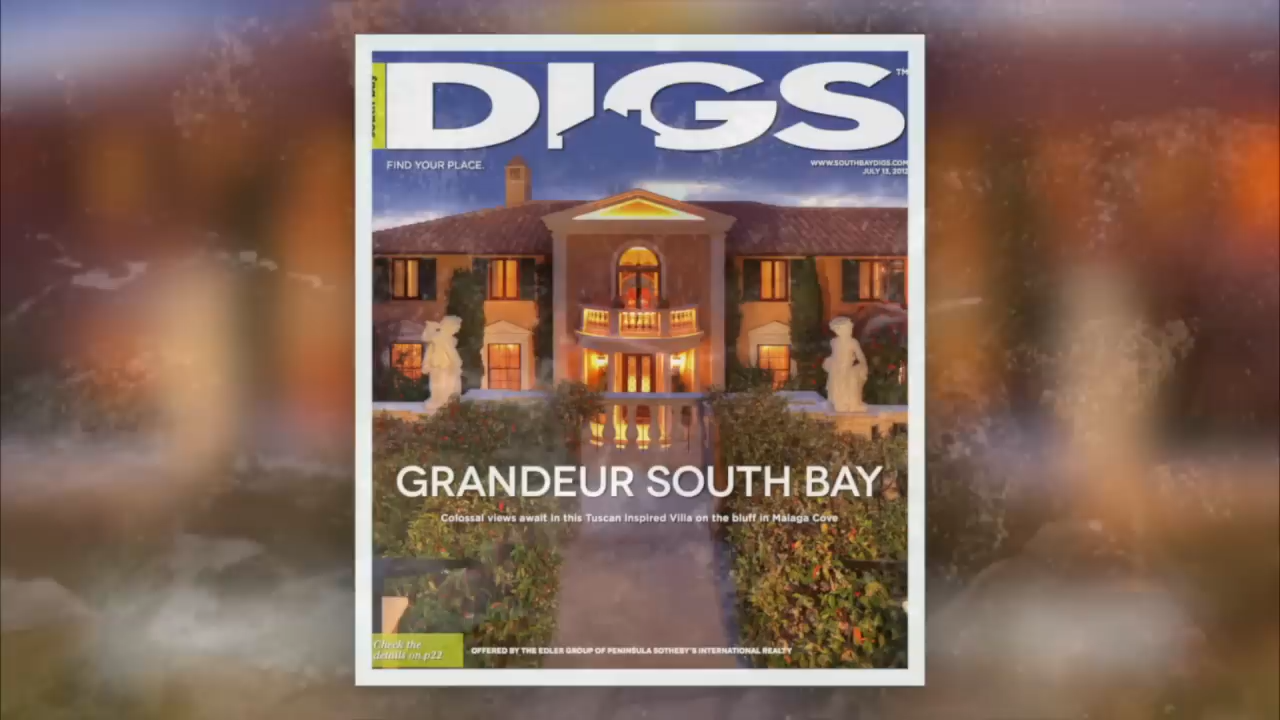 DIGS
TM
FIND YOUR PLACE.
WWW.SOUTHBAYDIGS.COM
JULY 13, 2012
GRANDEUR SOUTH BAY
Colossal views await in this Tuscan Inspired Villa on the bluff in Malaga Cove
Check the
details on p22
OFFERED BY THE EDLER GROUP OF PENINSULA SOTHEBY'S INTERNATIONAL REALTY